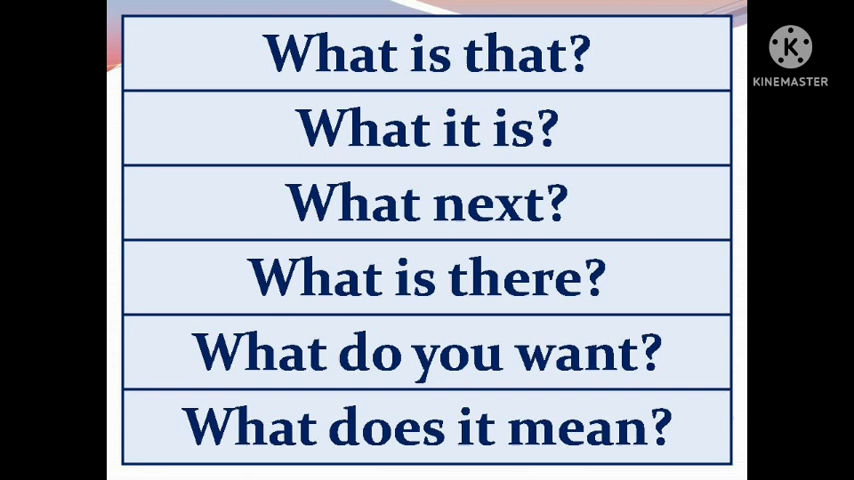 What is that?
What it is?
What next?
What is there?
What do you want?
What does it mean?
K
KINEMASTER